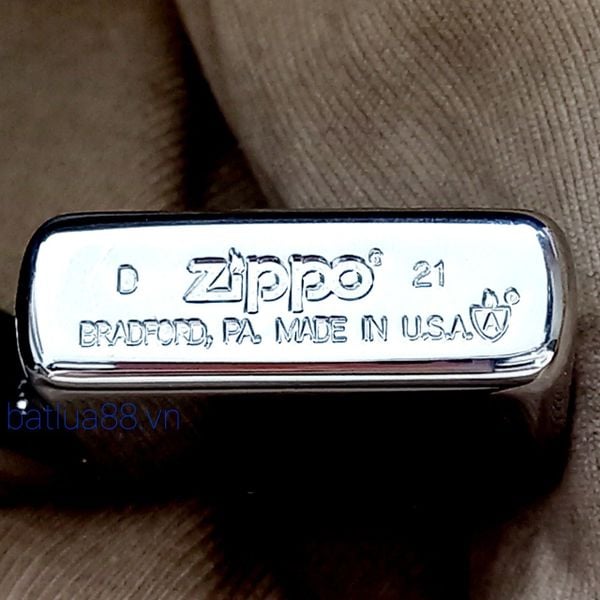 D zippo® 21
BRADFORD, PA. MADE IN U.S.A. A
batlua88.vn